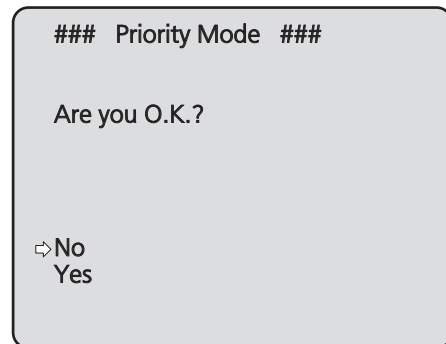 ### Priority Mode ###
Are you O.K.?
⇨No
Yes